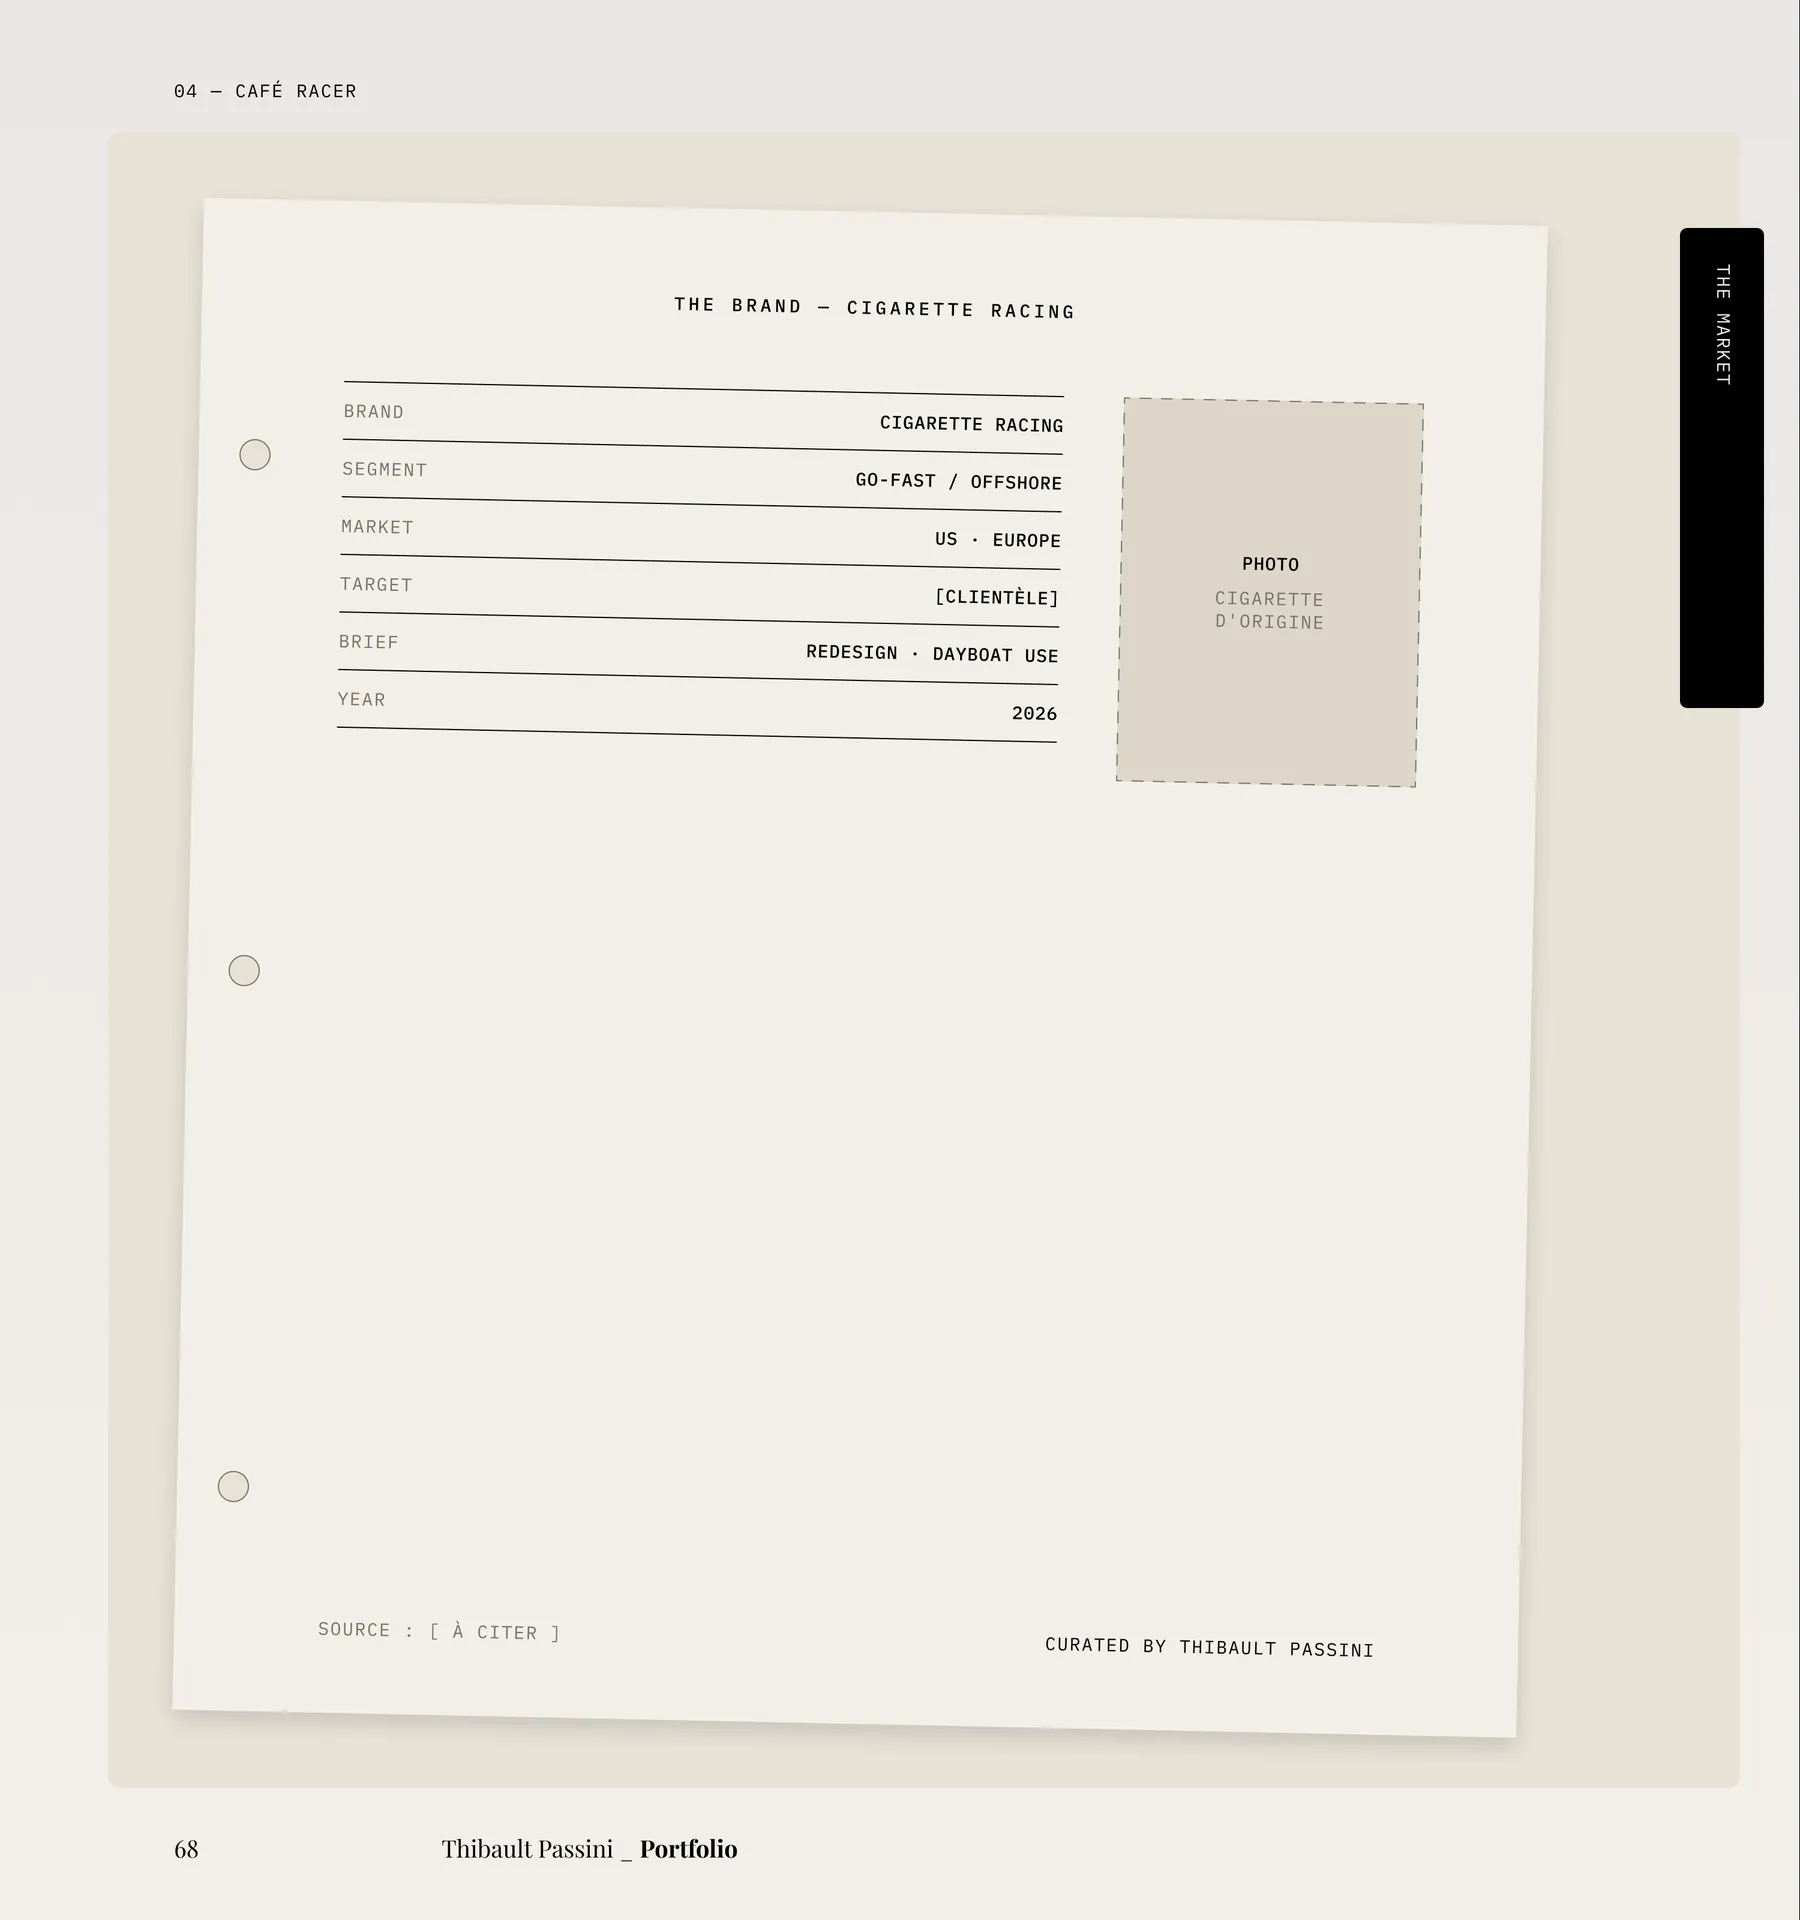 04 — CAFÉ RACER
THE MARKET
THE BRAND — CIGARETTE RACING
BRAND CIGARETTE RACING
SEGMENT GO-FAST / OFFSHORE
MARKET US · EUROPE
TARGET [CLIENTÈLE]
BRIEF REDESIGN · DAYBOAT USE
YEAR 2026
PHOTO
CIGARETTE
D'ORIGINE
SOURCE : [ À CITER ]
CURATED BY THIBAULT PASSINI
68
Thibault Passini _ Portfolio